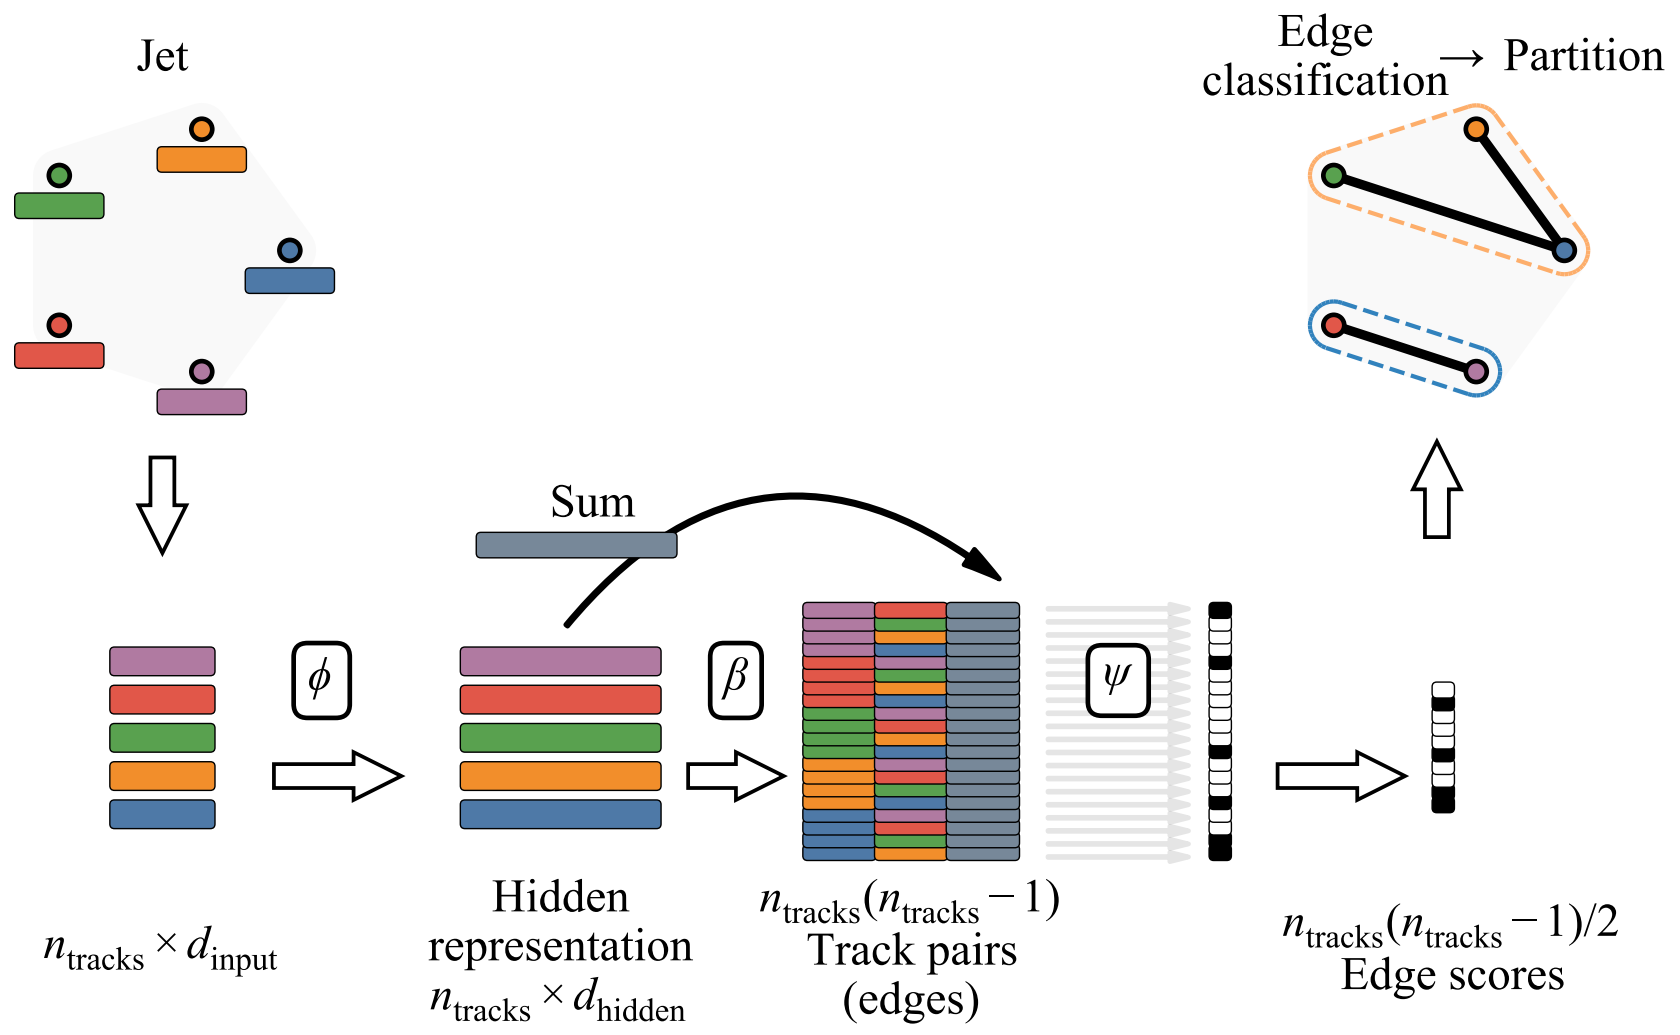 Jet
Edge
classification → Partition
Sum
ϕ
β
ψ
n_tracks × d_input
Hidden
representation
n_tracks × d_hidden
n_tracks(n_tracks − 1)
Track pairs
(edges)
n_tracks(n_tracks − 1)/2
Edge scores